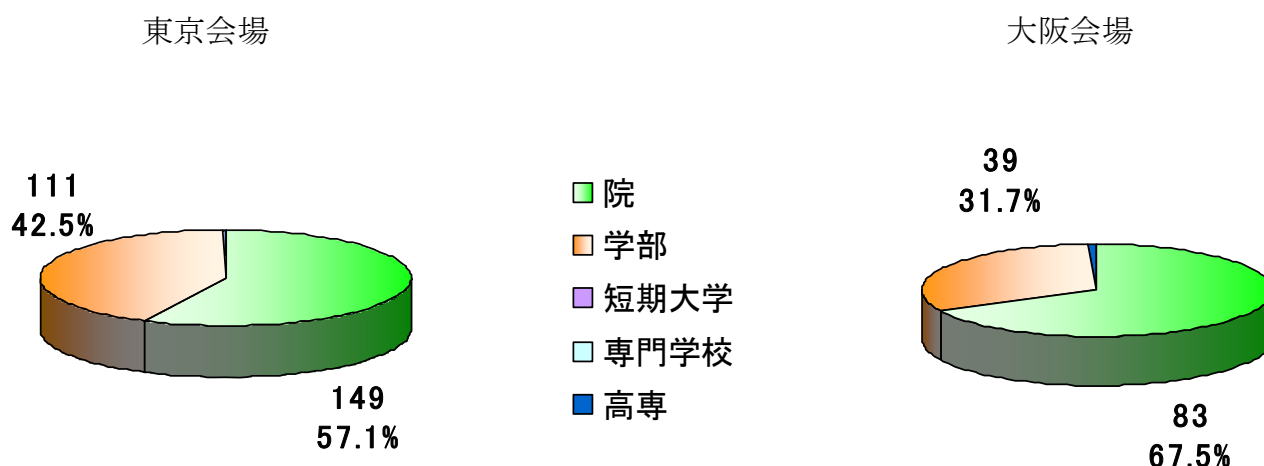 東京会場
大阪会場
111
42.5%
149
57.1%
院
学部
短期大学
専門学校
高専
39
31.7%
83
67.5%